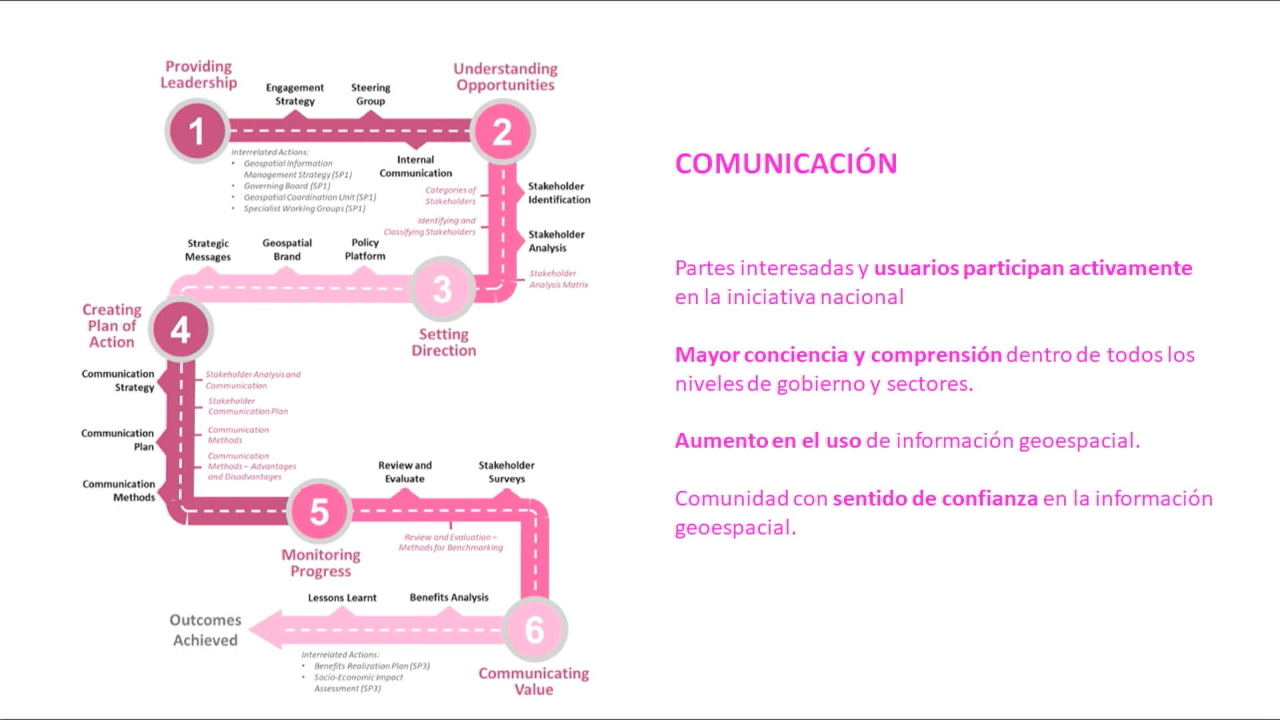 Providing
Leadership
1
Engagement
Strategy
Steering
Group
Internal
Communication
Interrelated Actions:
• Geospatial Information
Management Strategy (SP1)
• Governing Board (SP1)
• Geospatial Coordination Unit (SP1)
• Specialist Working Groups (SP1)
Understanding
Opportunities
2
Categories of
Stakeholders
Identifying and
Classifying Stakeholders
Stakeholder
Identification
Stakeholder
Analysis
Stakeholder
Analysis Matrix
Strategic
Messages
Geospatial
Brand
Policy
Platform
3
Setting
Direction
Creating
Plan of
Action
4
Communication
Strategy
Communication
Plan
Communication
Methods
Stakeholder Analysis and
Communication
Stakeholder
Communication Plan
Communication
Methods
Communication
Methods – Advantages
and Disadvantages
5
Monitoring
Progress
Review and
Evaluate
Stakeholder
Surveys
Review and Evaluation –
Methods for Benchmarking
6
Communicating
Value
Lessons Learnt
Benefits Analysis
Outcomes
Achieved
Interrelated Actions:
• Benefits Realization Plan (SP3)
• Socio-Economic Impact
Assessment (SP3)
COMUNICACIÓN
Partes interesadas y usuarios participan activamente
en la iniciativa nacional
Mayor conciencia y comprensión dentro de todos los
niveles de gobierno y sectores.
Aumento en el uso de información geoespacial.
Comunidad con sentido de confianza en la información
geoespacial.